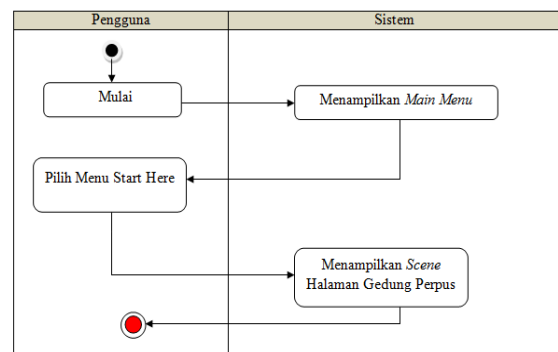 Pengguna
Sistem
Mulai
Menampilkan Main Menu
Pilih Menu Start Here
Menampilkan Scene
Halaman Gedung Perpus